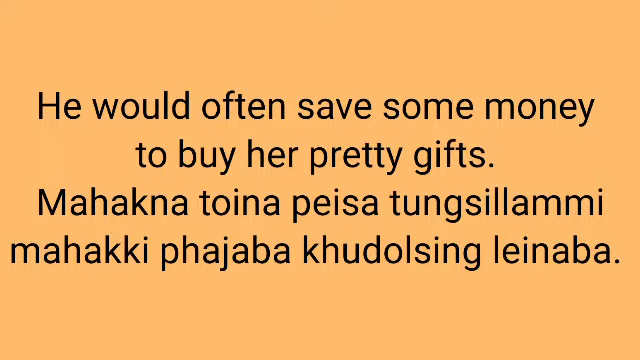 He would often save some money
to buy her pretty gifts.
Mahakna toina peisa tungsillammi
mahakki phajaba khudolsing leinaba.